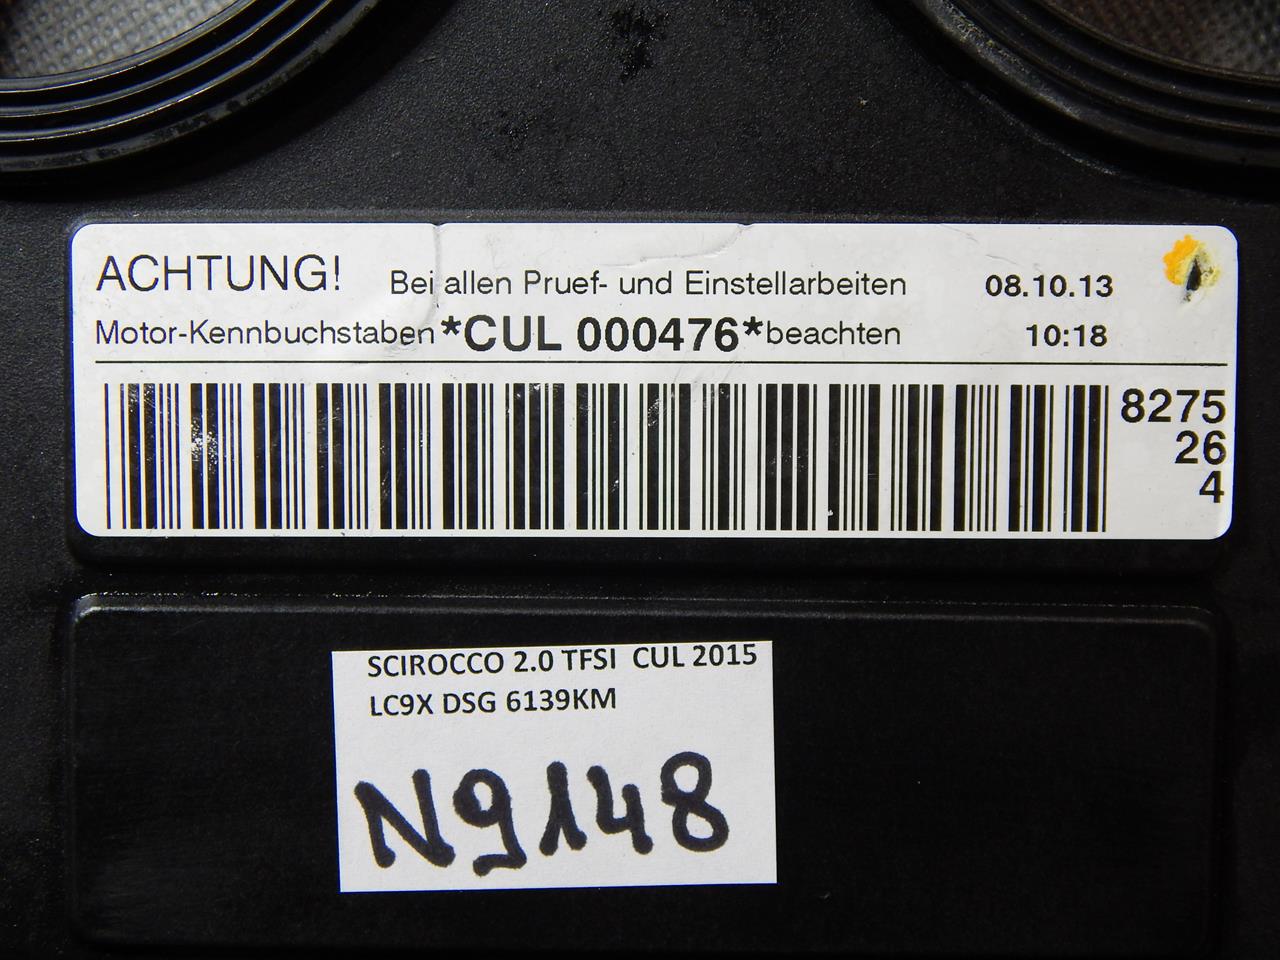 ACHTUNG! Bei allen Pruef- und Einstellarbeiten 08.10.13
Motor-Kennbuchstaben *CUL 000476* beachten 10:18
8275
26
4
SCIROCCO 2.0 TFSI CUL 2015
LC9X DSG 6139KM
N9148